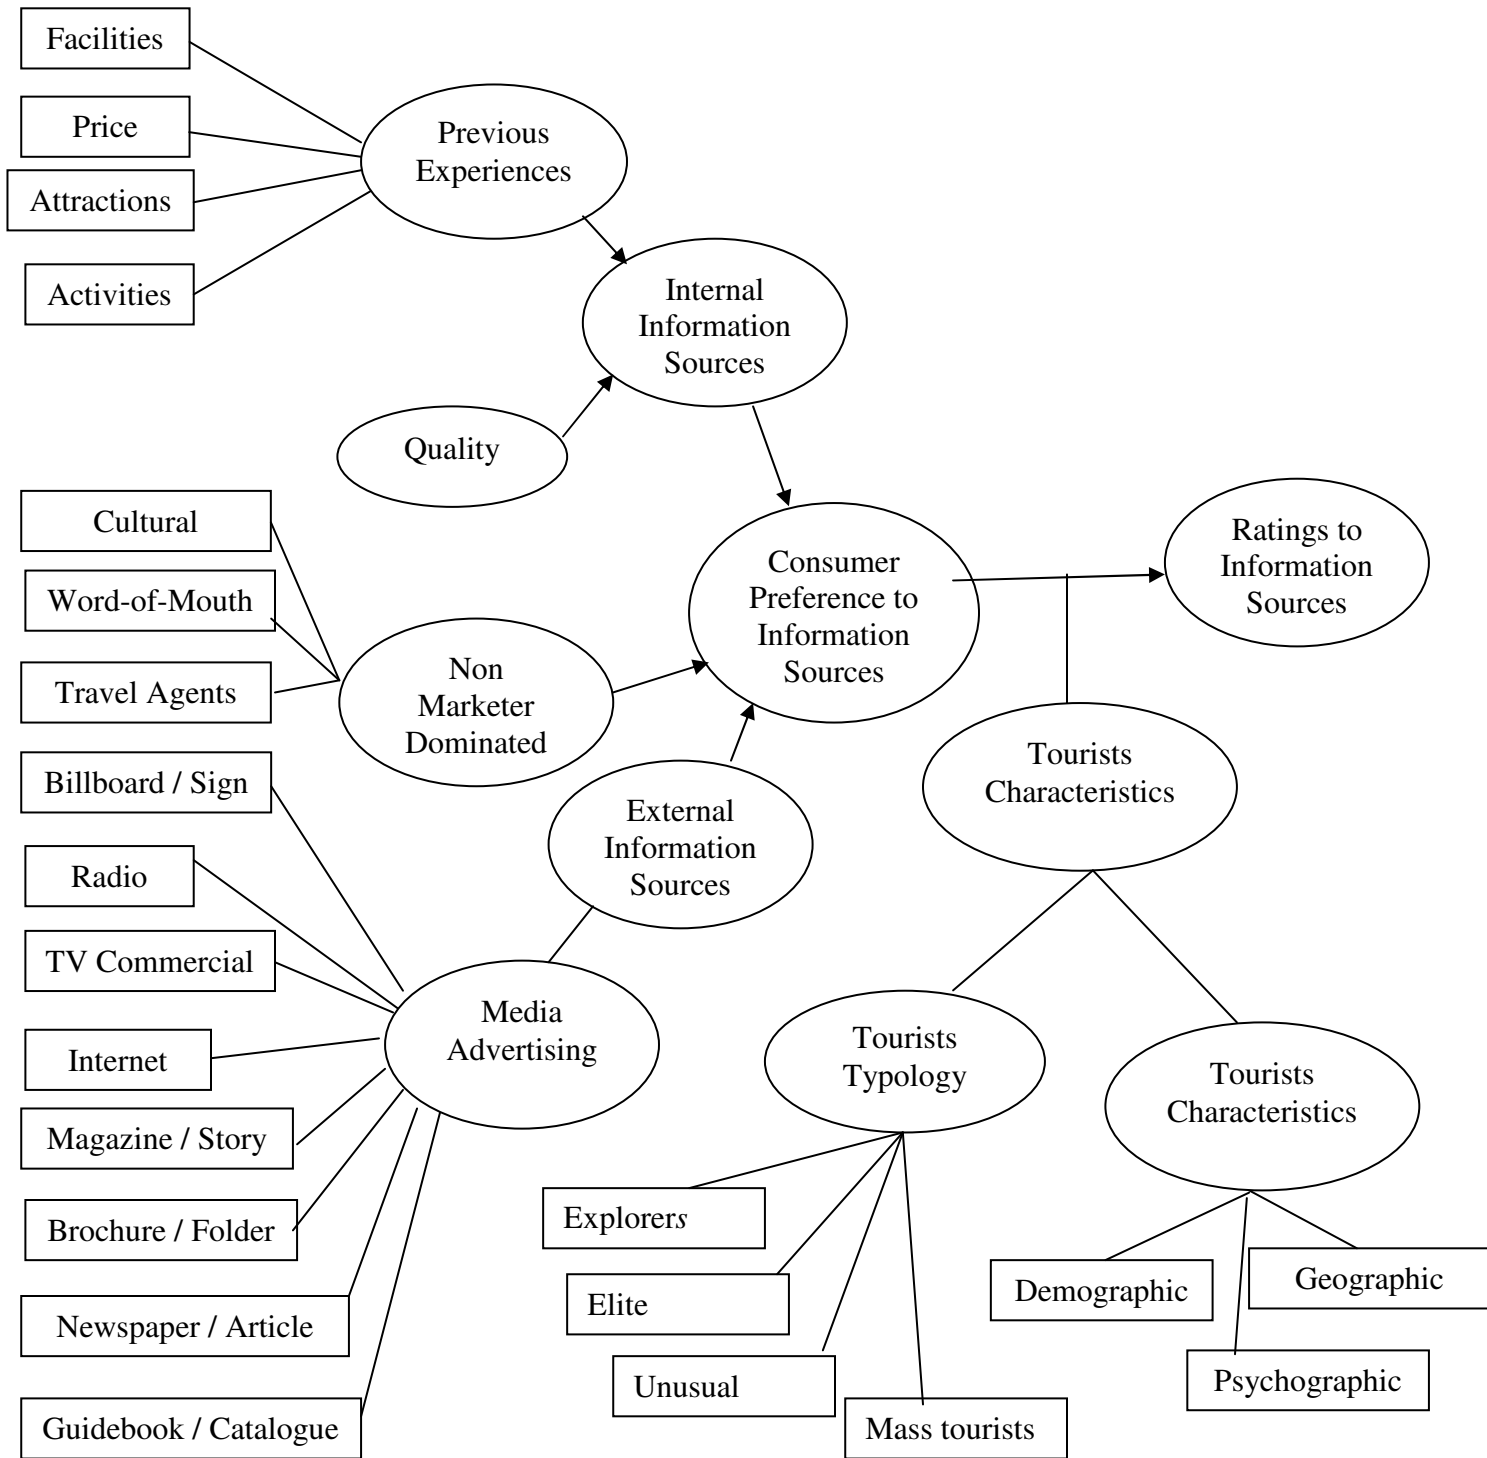 Facilities
Price
Attractions
Activities
Previous
Experiences
Internal
Information
Sources
Quality
Cultural
Word-of-Mouth
Travel Agents
Non
Marketer
Dominated
Consumer
Preference to
Information
Sources
Ratings to
Information
Sources
Billboard / Sign
Radio
TV Commercial
Internet
Magazine / Story
Brochure / Folder
Newspaper / Article
Guidebook / Catalogue
External
Information
Sources
Media
Advertising
Tourists
Characteristics
Tourists
Typology
Tourists
Characteristics
Explorers
Elite
Unusual
Mass tourists
Demographic
Geographic
Psychographic